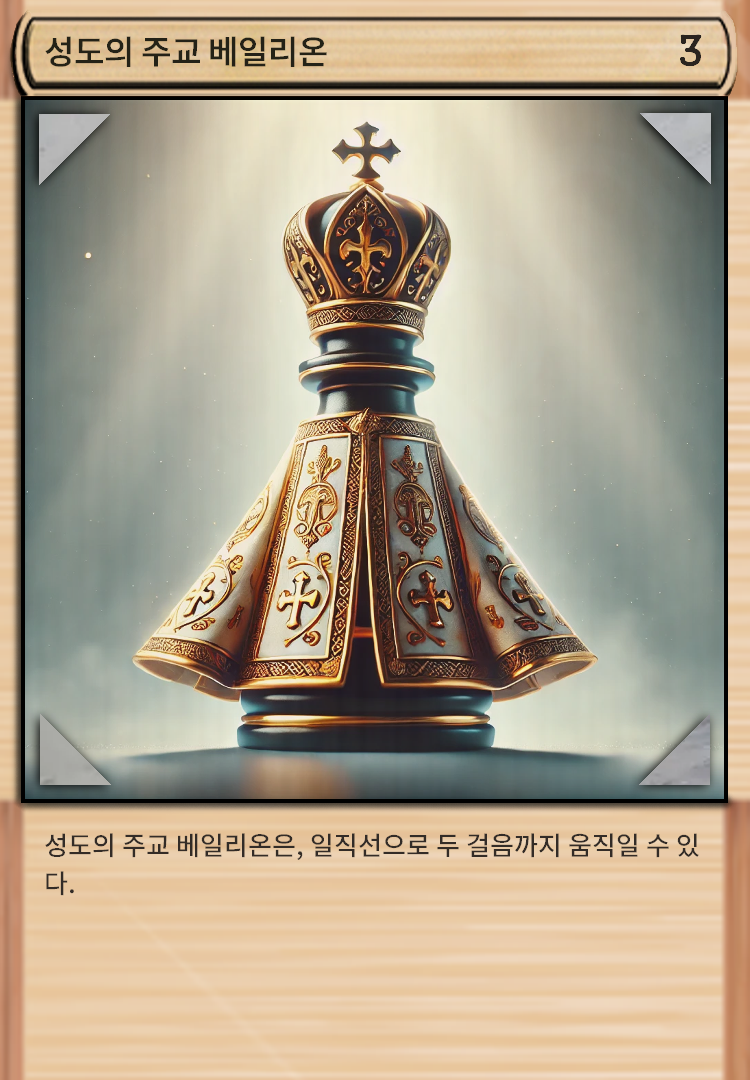 성도의 주교 베일리온
3
성도의 주교 베일리온은, 일직선으로 두 걸음까지 움직일 수 있
다.